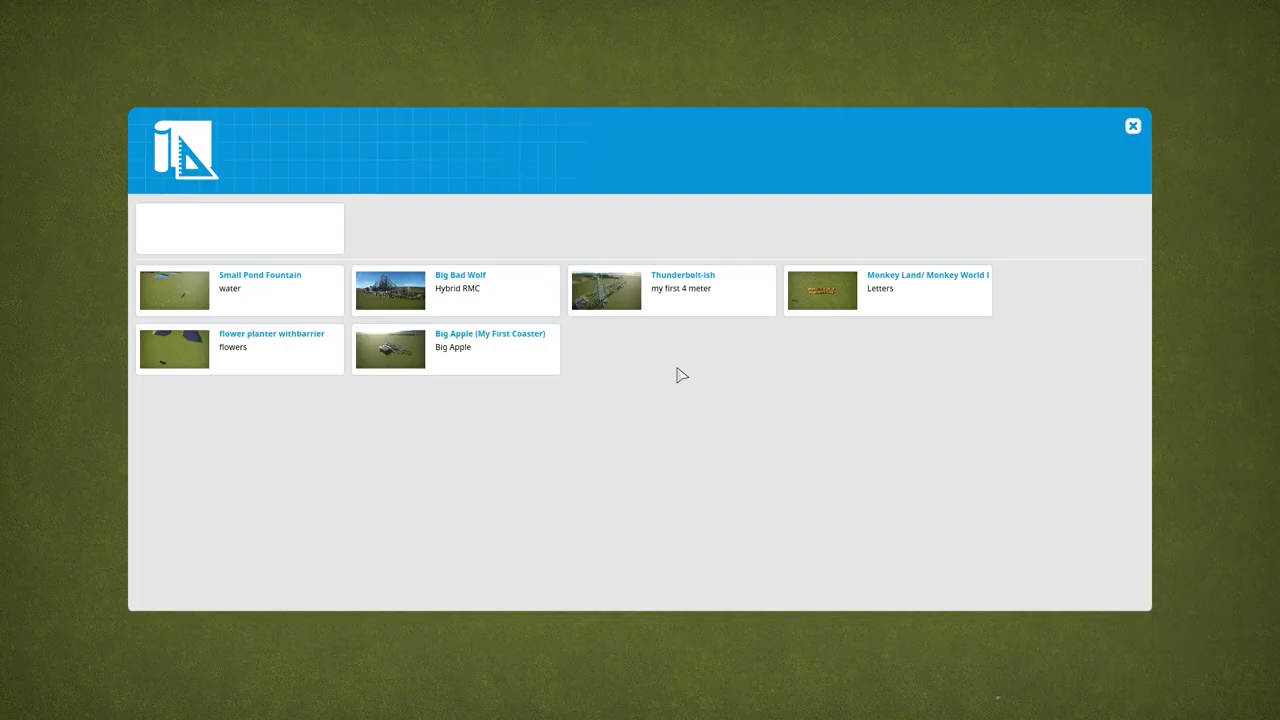 Small Pond Fountain
water
Big Bad Wolf
Hybrid RMC
Thunderbolt-ish
my first 4 meter
Monkey Land/ Monkey World
Letters
flower planter withbarrier
flowers
Big Apple (My First Coaster)
Big Apple